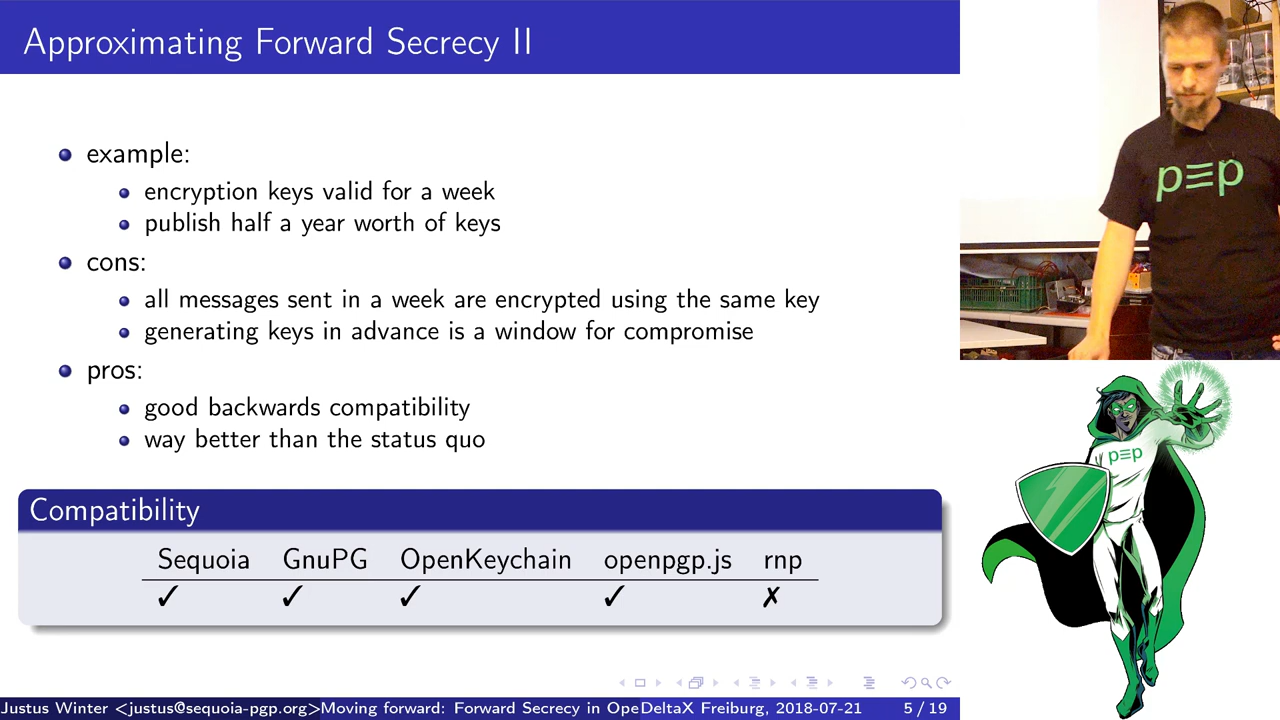 Approximating Forward Secrecy II
example:
encryption keys valid for a week
publish half a year worth of keys
cons:
all messages sent in a week are encrypted using the same key
generating keys in advance is a window for compromise
pros:
good backwards compatibility
way better than the status quo
Compatibility
Sequoia GnuPG OpenKeychain openpgp.js rnp
✓ ✓ ✓ ✓ ✗
Justus Winter <justus@sequoia-pgp.org> Moving forward: Forward Secrecy in Ope DeltaX Freiburg, 2018-07-21 5 / 19
p≡p
p≡p